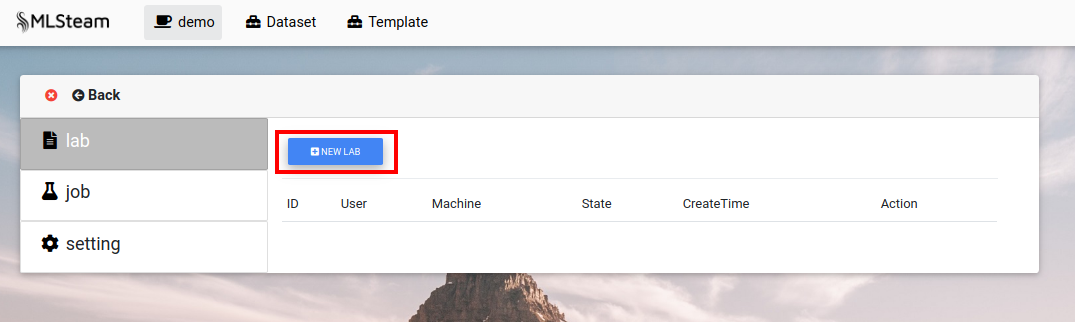 MLSteam demo Dataset Template
Back
lab
NEW LAB
job
ID User Machine State CreateTime Action
setting